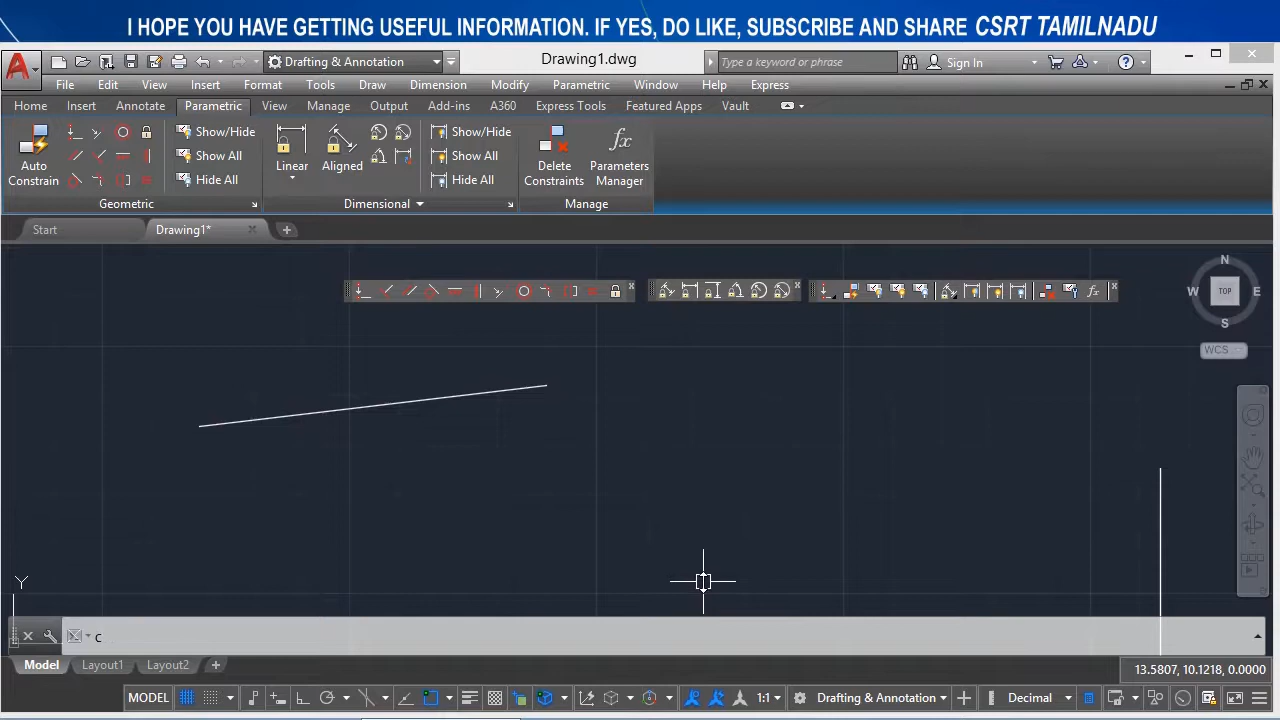 I HOPE YOU HAVE GETTING USEFUL INFORMATION. IF YES, DO LIKE, SUBSCRIBE AND SHARE CSRT TAMILNADU
Drafting & Annotation Drawing1.dwg Type a keyword or phrase Sign In
File Edit View Insert Format Tools Draw Dimension Modify Parametric Window Help Express
Home Insert Annotate Parametric View Manage Output Add-ins A360 Express Tools Featured Apps Vault
Auto Constrain
Show/Hide
Show All
Hide All
Linear
Aligned
Show/Hide
Show All
Hide All
Delete Constraints
fx
Parameters Manager
Geometric Dimensional Manage
Start Drawing1*
fx
N
W TOP E
S
WCS
Y
C
Model Layout1 Layout2
13.5807, 10.1218, 0.0000
MODEL 1:1 Drafting & Annotation Decimal